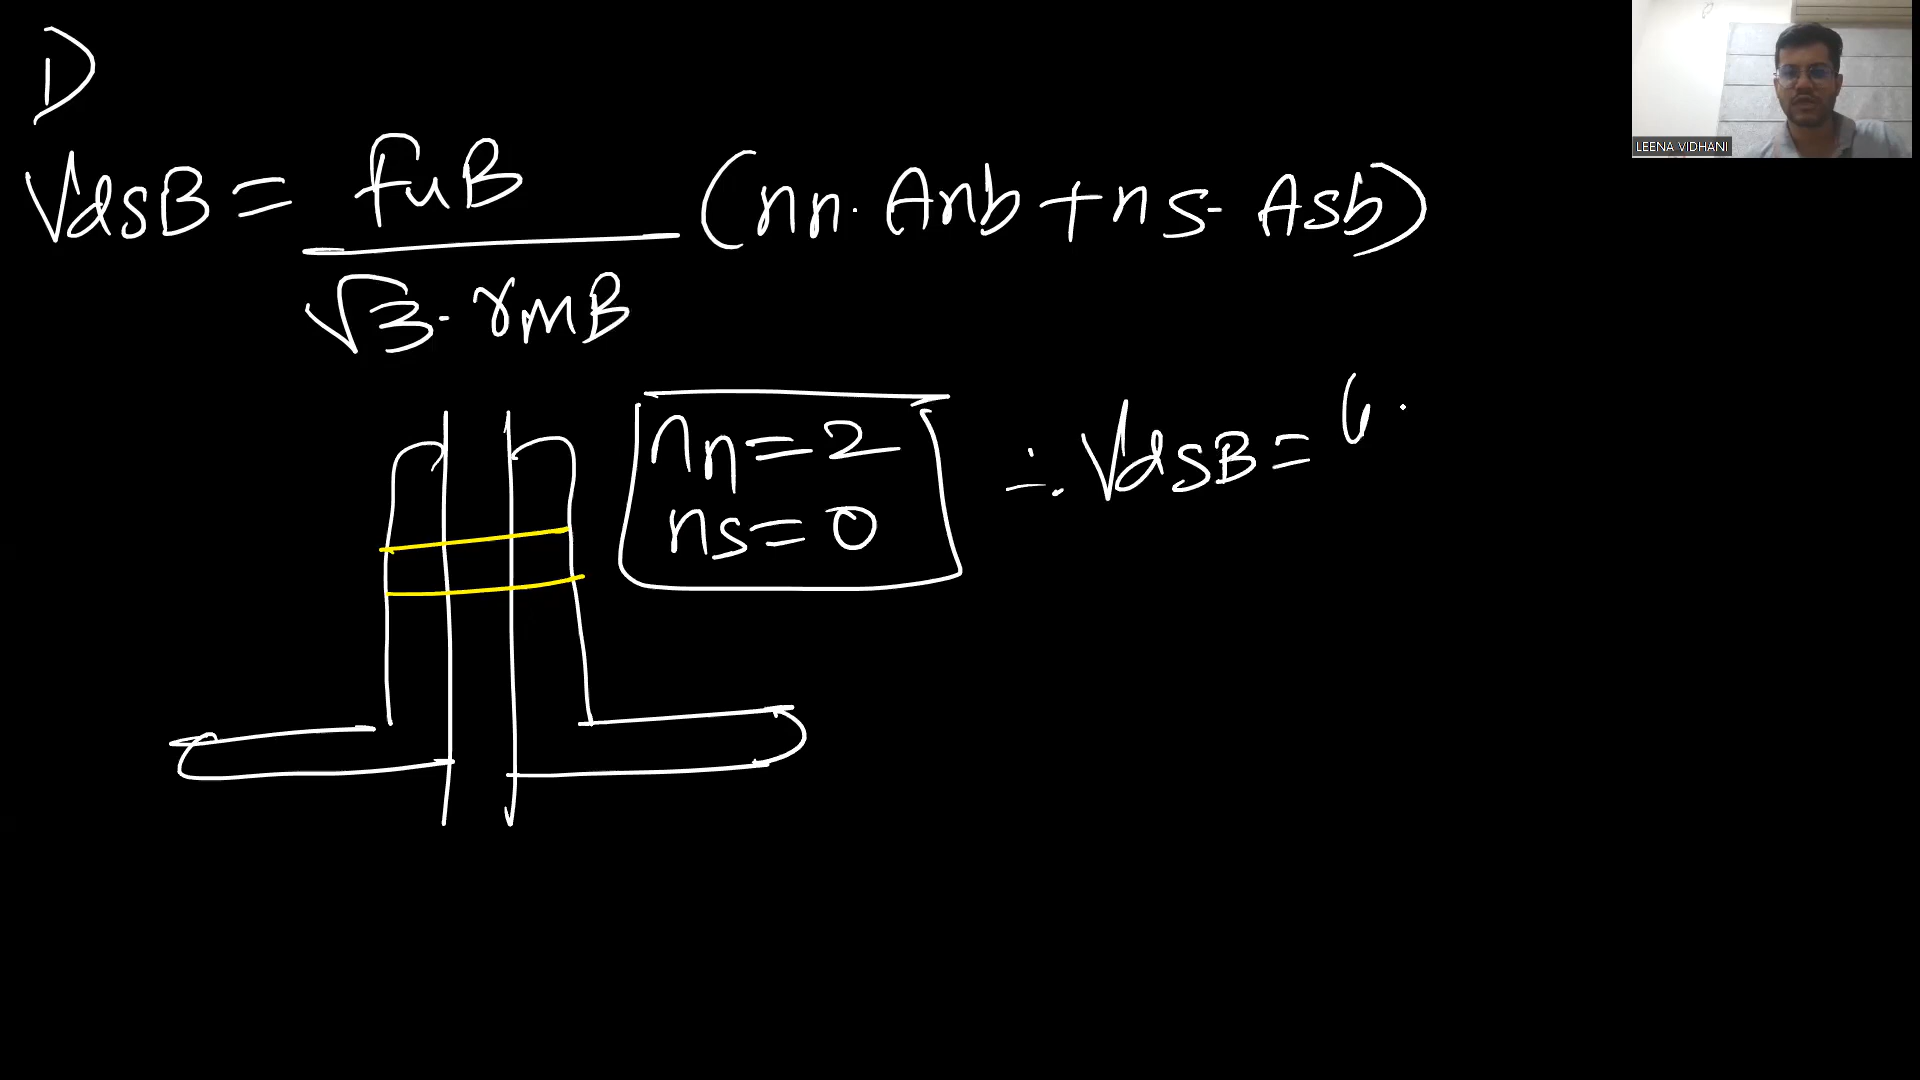 D
VdsB = fuB / √3. γmB (nn. Anb + ns. Asb)
nn = 2
ns = 0
∴ VdsB =
LEENA VIDHANI